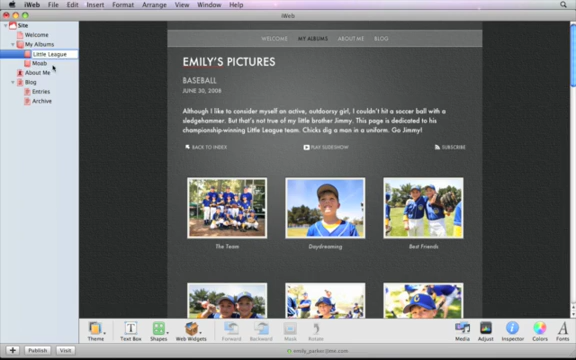 iWeb File Edit Insert Format Arrange View Window Help
iWeb
Site
Welcome
My Albums
Little League
Moab
About Me
Blog
Entries
Archive
WELCOME MY ALBUMS ABOUT ME BLOG
EMILY'S PICTURES
BASEBALL
JUNE 30, 2008
Although I like to consider myself an active, outdoorsy girl, I couldn't hit a soccer ball with a
sledgehammer. But that's not true of my little brother Jimmy. This page is dedicated to his
championship-winning Little League team. Chicks dig a man in a uniform. Go Jimmy!
BACK TO INDEX PLAY SLIDESHOW SUBSCRIBE
The Team Daydreaming Best Friends
Theme Text Box Shapes Web Widgets Forward Backward Mask Rotate Media Adjust Inspector Colors Fonts
Publish Visit